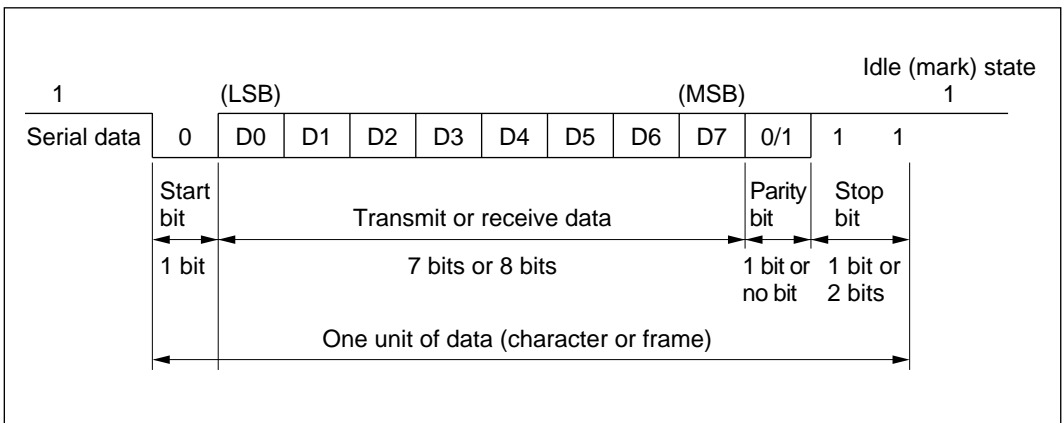 Idle (mark) state
1 (LSB) (MSB) 1
Serial data 0 D0 D1 D2 D3 D4 D5 D6 D7 0/1 1 1
Start bit
Transmit or receive data
Parity bit
Stop bit
1 bit
7 bits or 8 bits
1 bit or no bit
1 bit or 2 bits
One unit of data (character or frame)